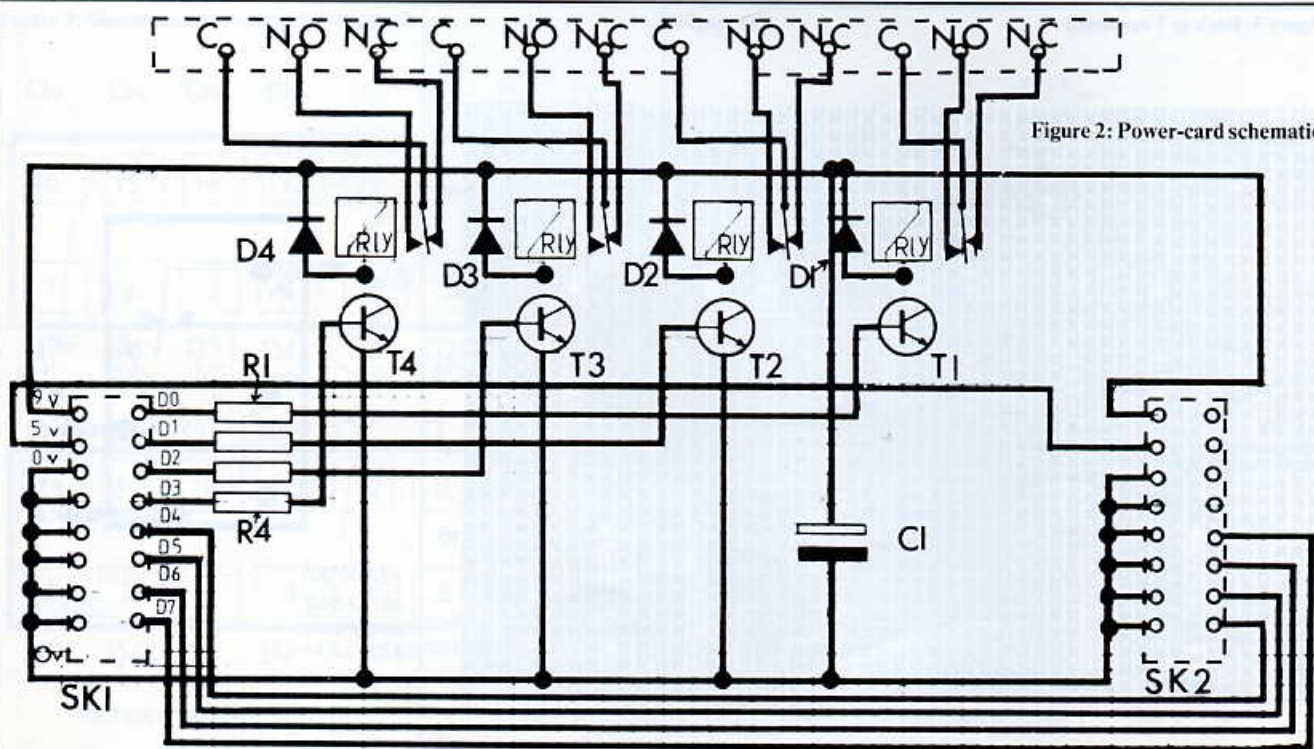 C NO NC C NO NC C NO NC C NO NC
Figure 2: Power-card schematic
Rly Rly Rly Rly
D4 D3 D2 D1
T4 T3 T2 T1
R1
9v D0
5v D1
0v D2
D3
D4
R4
C1
D5
D6
D7
0v
SK1
SK2